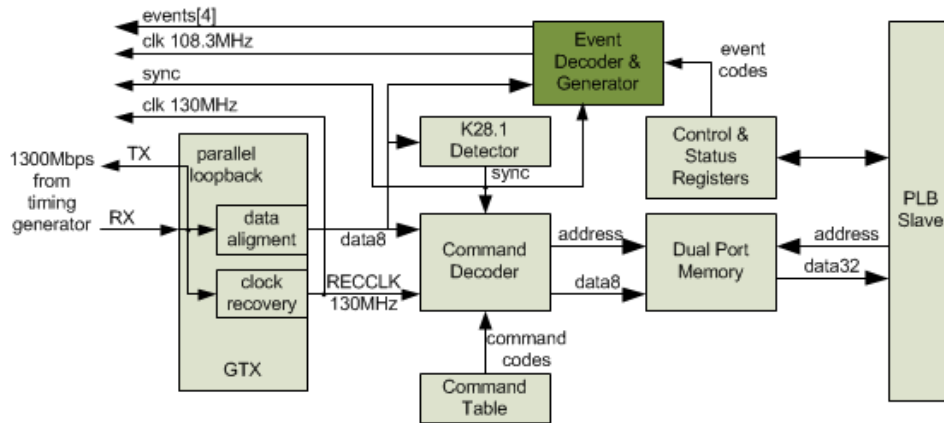 events[4]
clk 108.3MHz
sync
clk 130MHz
Event
Decoder &
Generator
event
codes
K28.1
Detector
sync
Control &
Status
Registers
PLB
Slave
1300Mbps
from
timing
generator
TX
RX
parallel
loopback
data
aligment
data8
clock
recovery
RECCLK
130MHz
GTX
Command
Decoder
address
data8
Dual Port
Memory
address
data32
command
codes
Command
Table